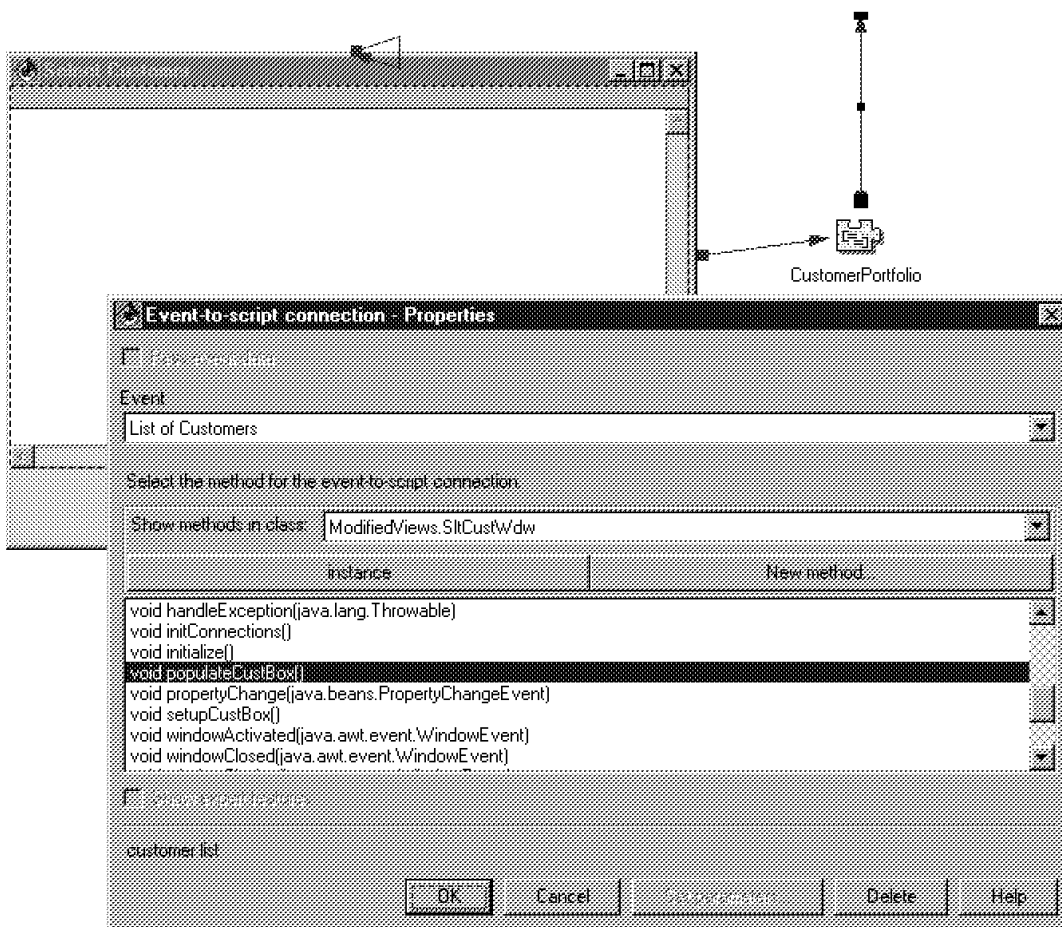 CustomerPortfolio
Event-to-script connection - Properties
Event
List of Customers
Select the method for the event-to-script connection.
Show methods in class: ModifiedViews.SltCustWdw
instance New method...
void handleException(java.lang.Throwable)
void initConnections()
void initialize()
void populateCustBox()
void propertyChange(java.beans.PropertyChangeEvent)
void setupCustBox()
void windowActivated(java.awt.event.WindowEvent)
void windowClosed(java.awt.event.WindowEvent)
customer list
OK Cancel Delete Help